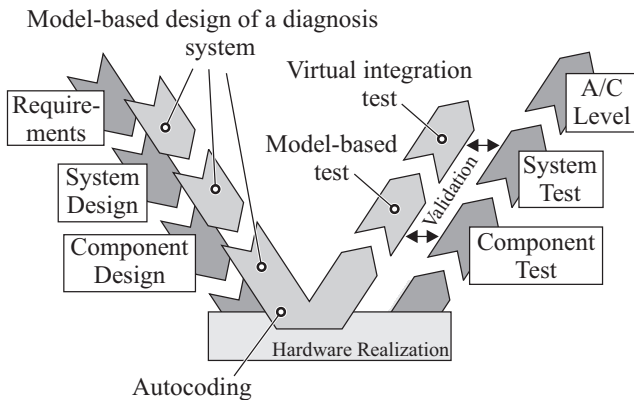 Model-based design of a diagnosis
system
Virtual integration
test
A/C
Level
Require-
ments
Model-based
test
System
Design
Validation
System
Test
Component
Design
Component
Test
Hardware Realization
Autocoding